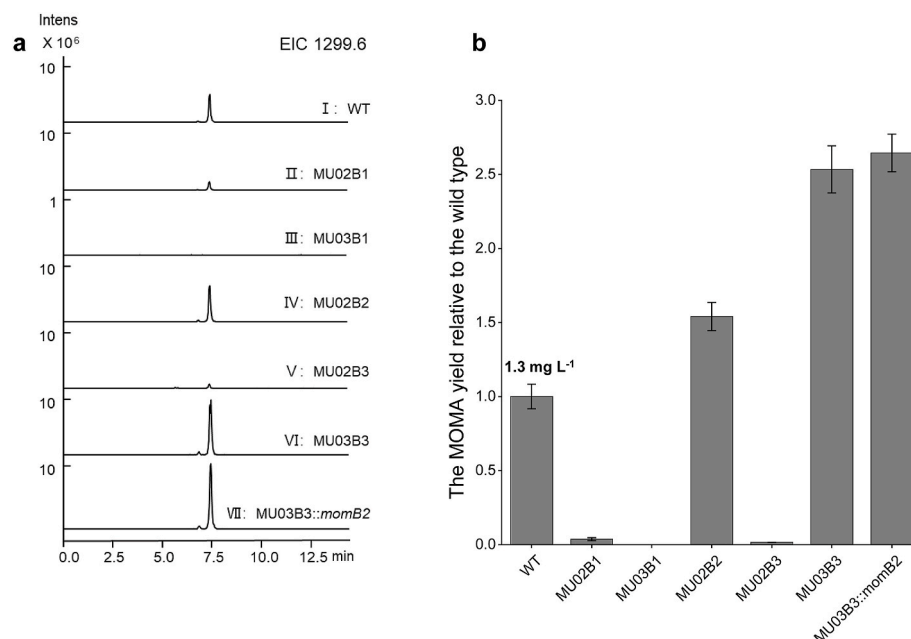 a
Intens
X 10⁶
EIC 1299.6
10
Ⅰ: WT
10
Ⅱ: MU02B1
1
Ⅲ: MU03B1
10
Ⅳ: MU02B2
10
Ⅴ: MU02B3
10
Ⅵ: MU03B3
10
Ⅶ: MU03B3::momB2
0.0 2.5 5.0 7.5 10.0 12.5 min
b
The MOMA yield relative to the wild type
3.0
2.5
2.0
1.5
1.0
0.5
0.0
1.3 mg L⁻¹
WT
MU02B1
MU03B1
MU02B2
MU02B3
MU03B3
MU03B3::momB2